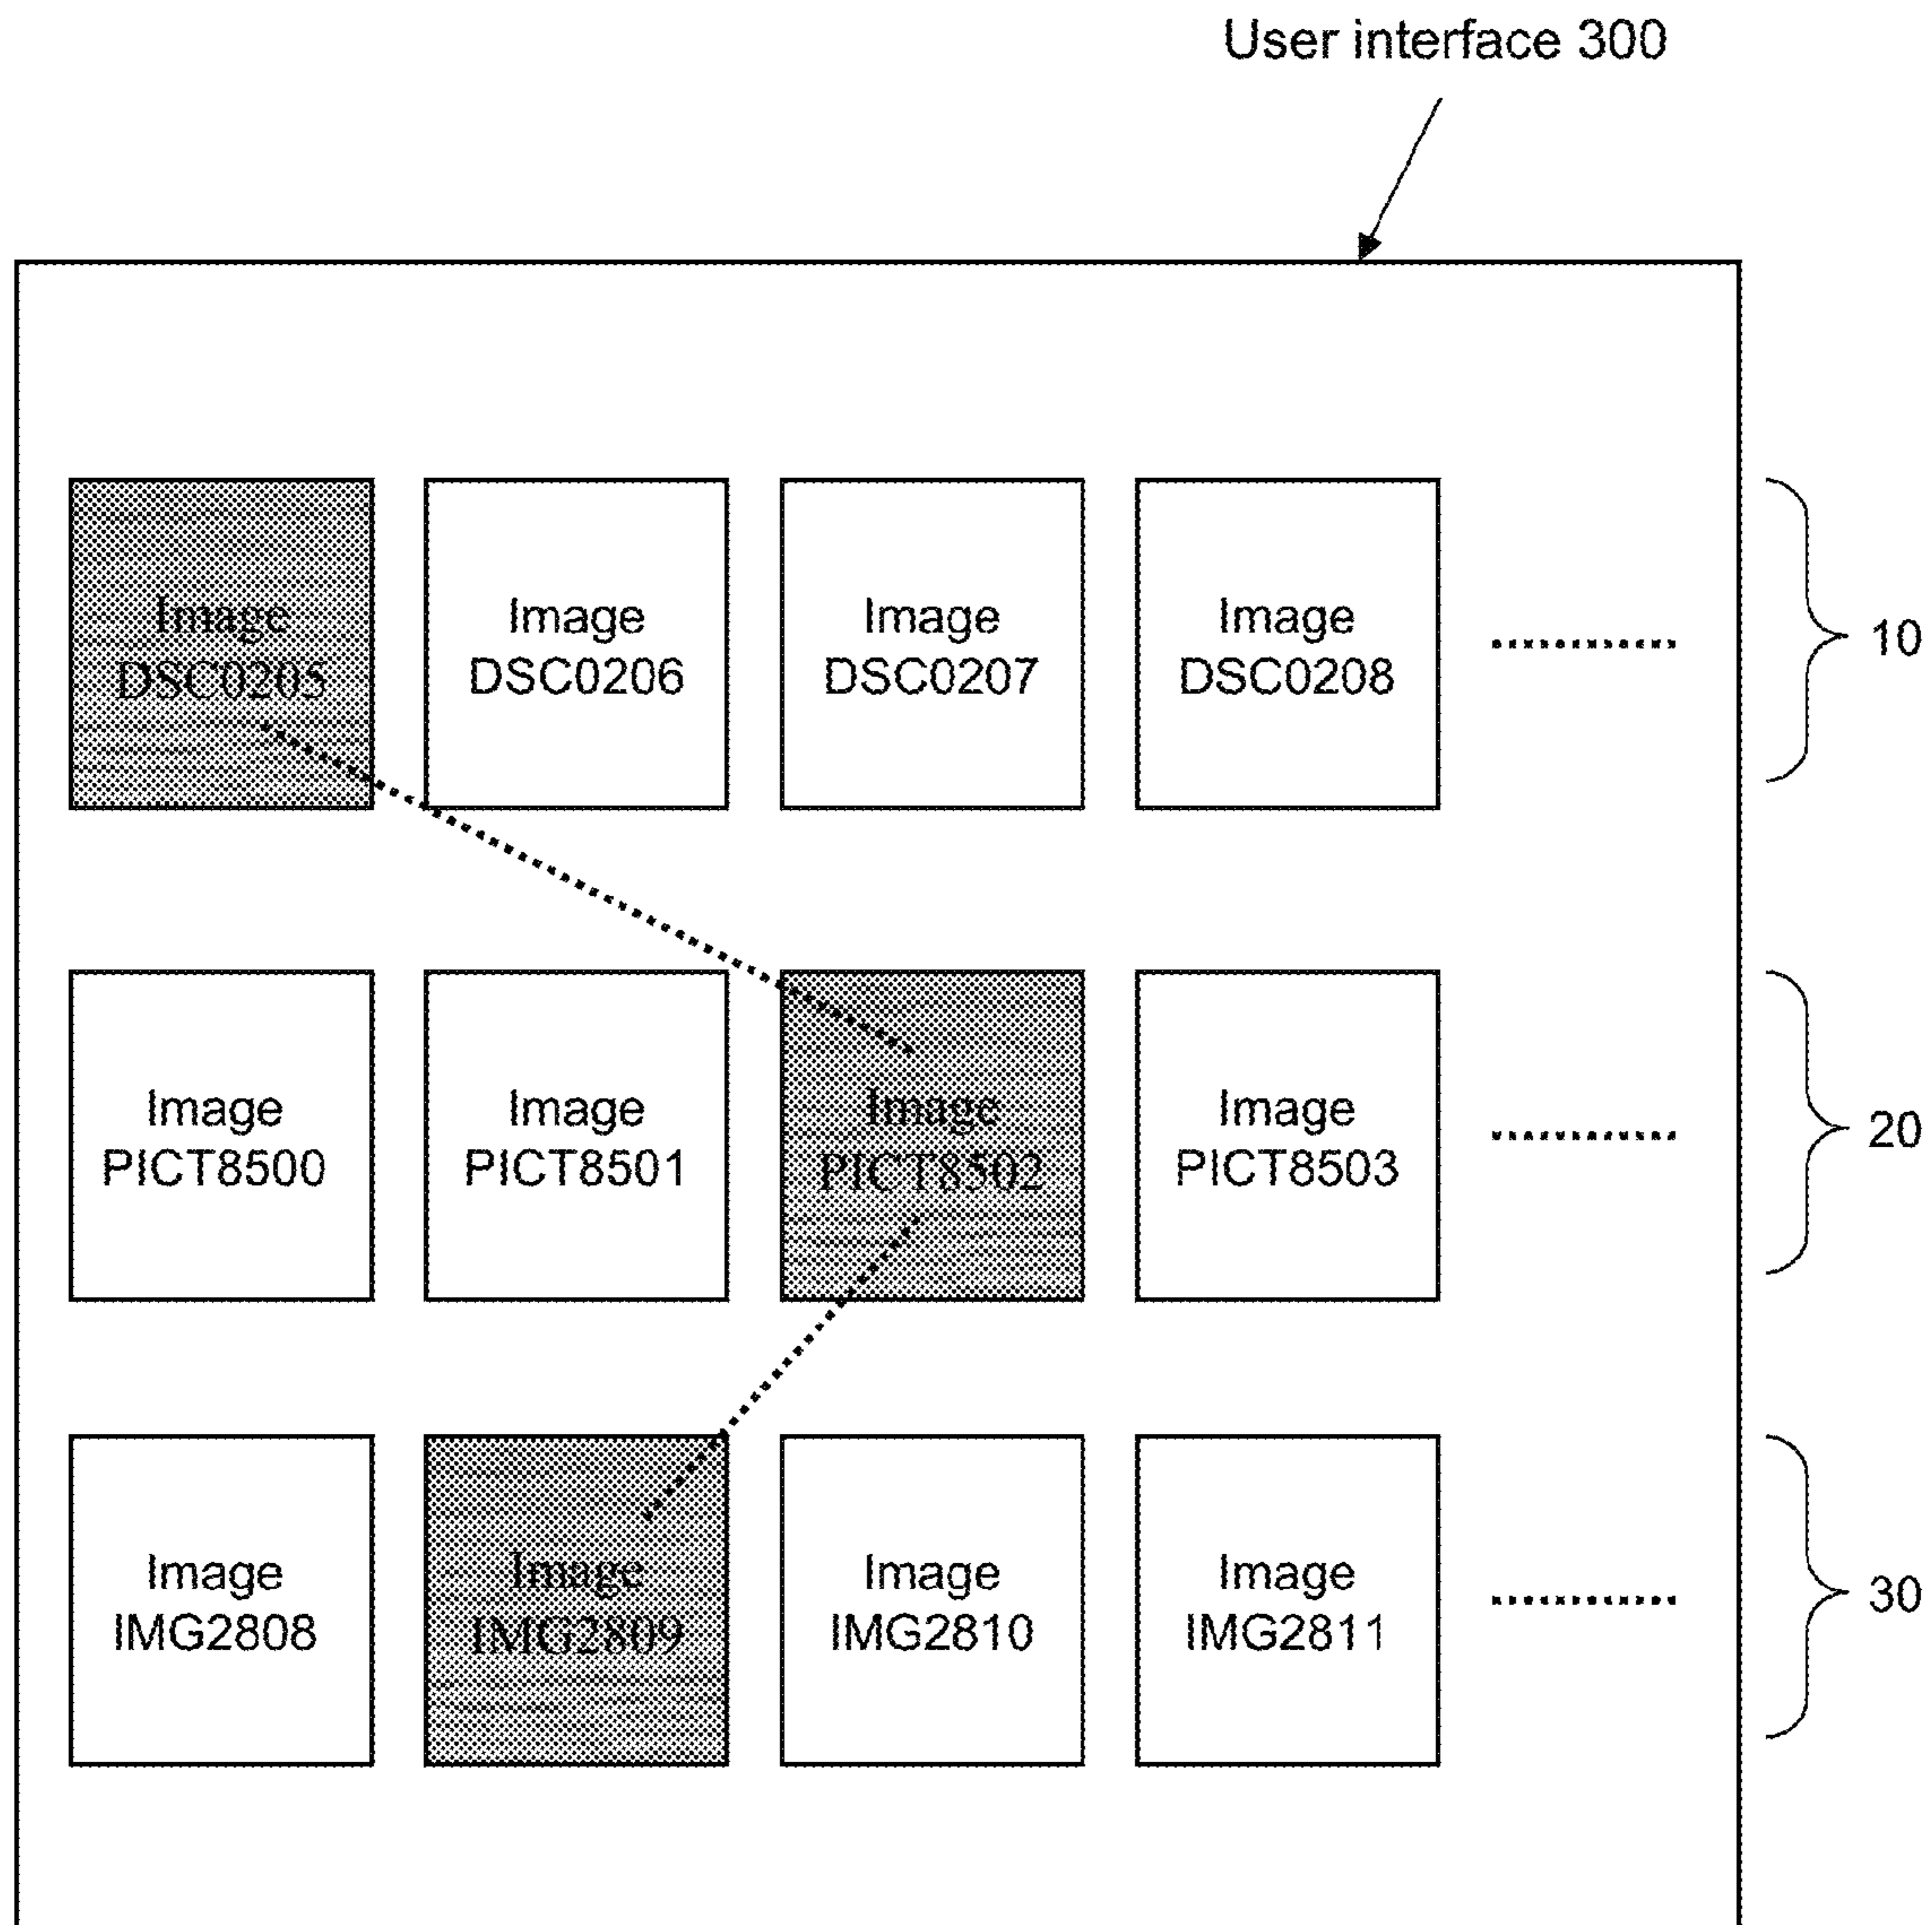 User interface 300
Image Image Image Image
DSC0205 DSC0206 DSC0207 DSC0208 10
Image Image Image Image
PICT8500 PICT8501 PICT8502 PICT8503 20
Image Image Image Image
IMG2808 IMG2809 IMG2810 IMG2811 30